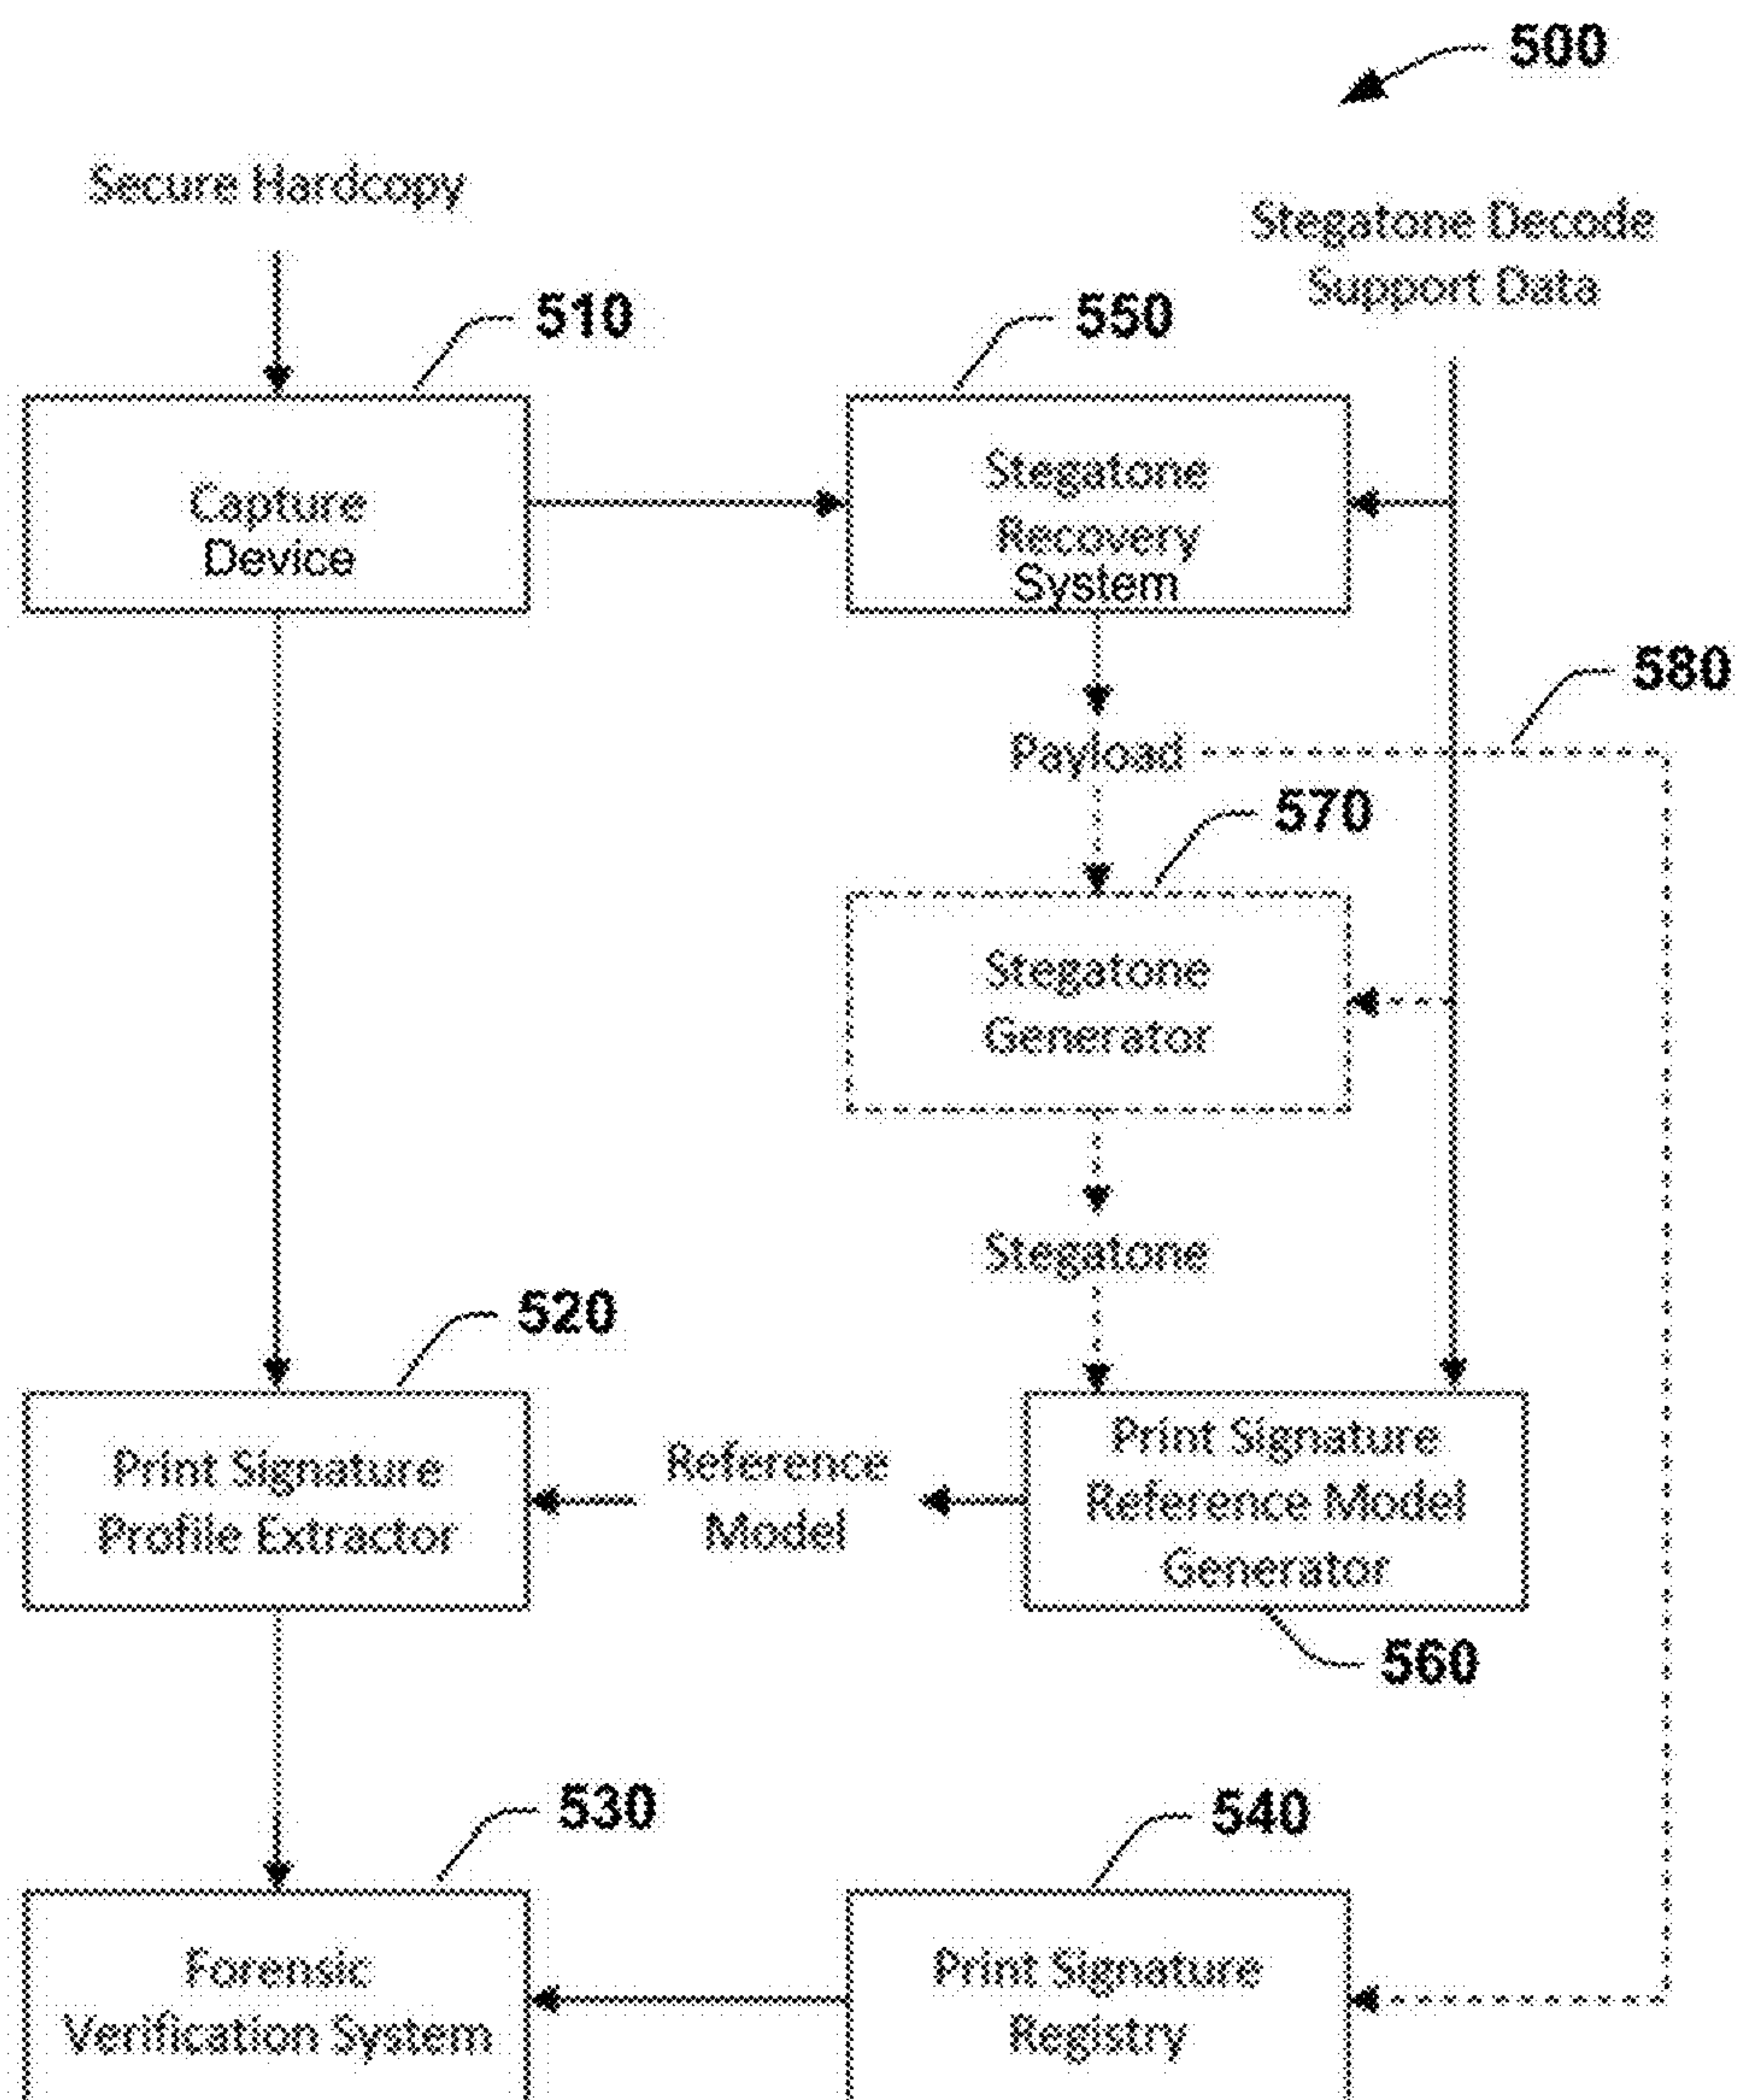 500
Secure Hardcopy
Stegatone Decode
Support Data
510
550
Capture
Device
Stegatone
Recovery
System
580
Payload
570
Stegatone
Generator
Stegatone
520
Print Signature
Profile Extractor
Reference
Model
Print Signature
Reference Model
Generator
560
530
540
Forensic
Verification System
Print Signature
Registry